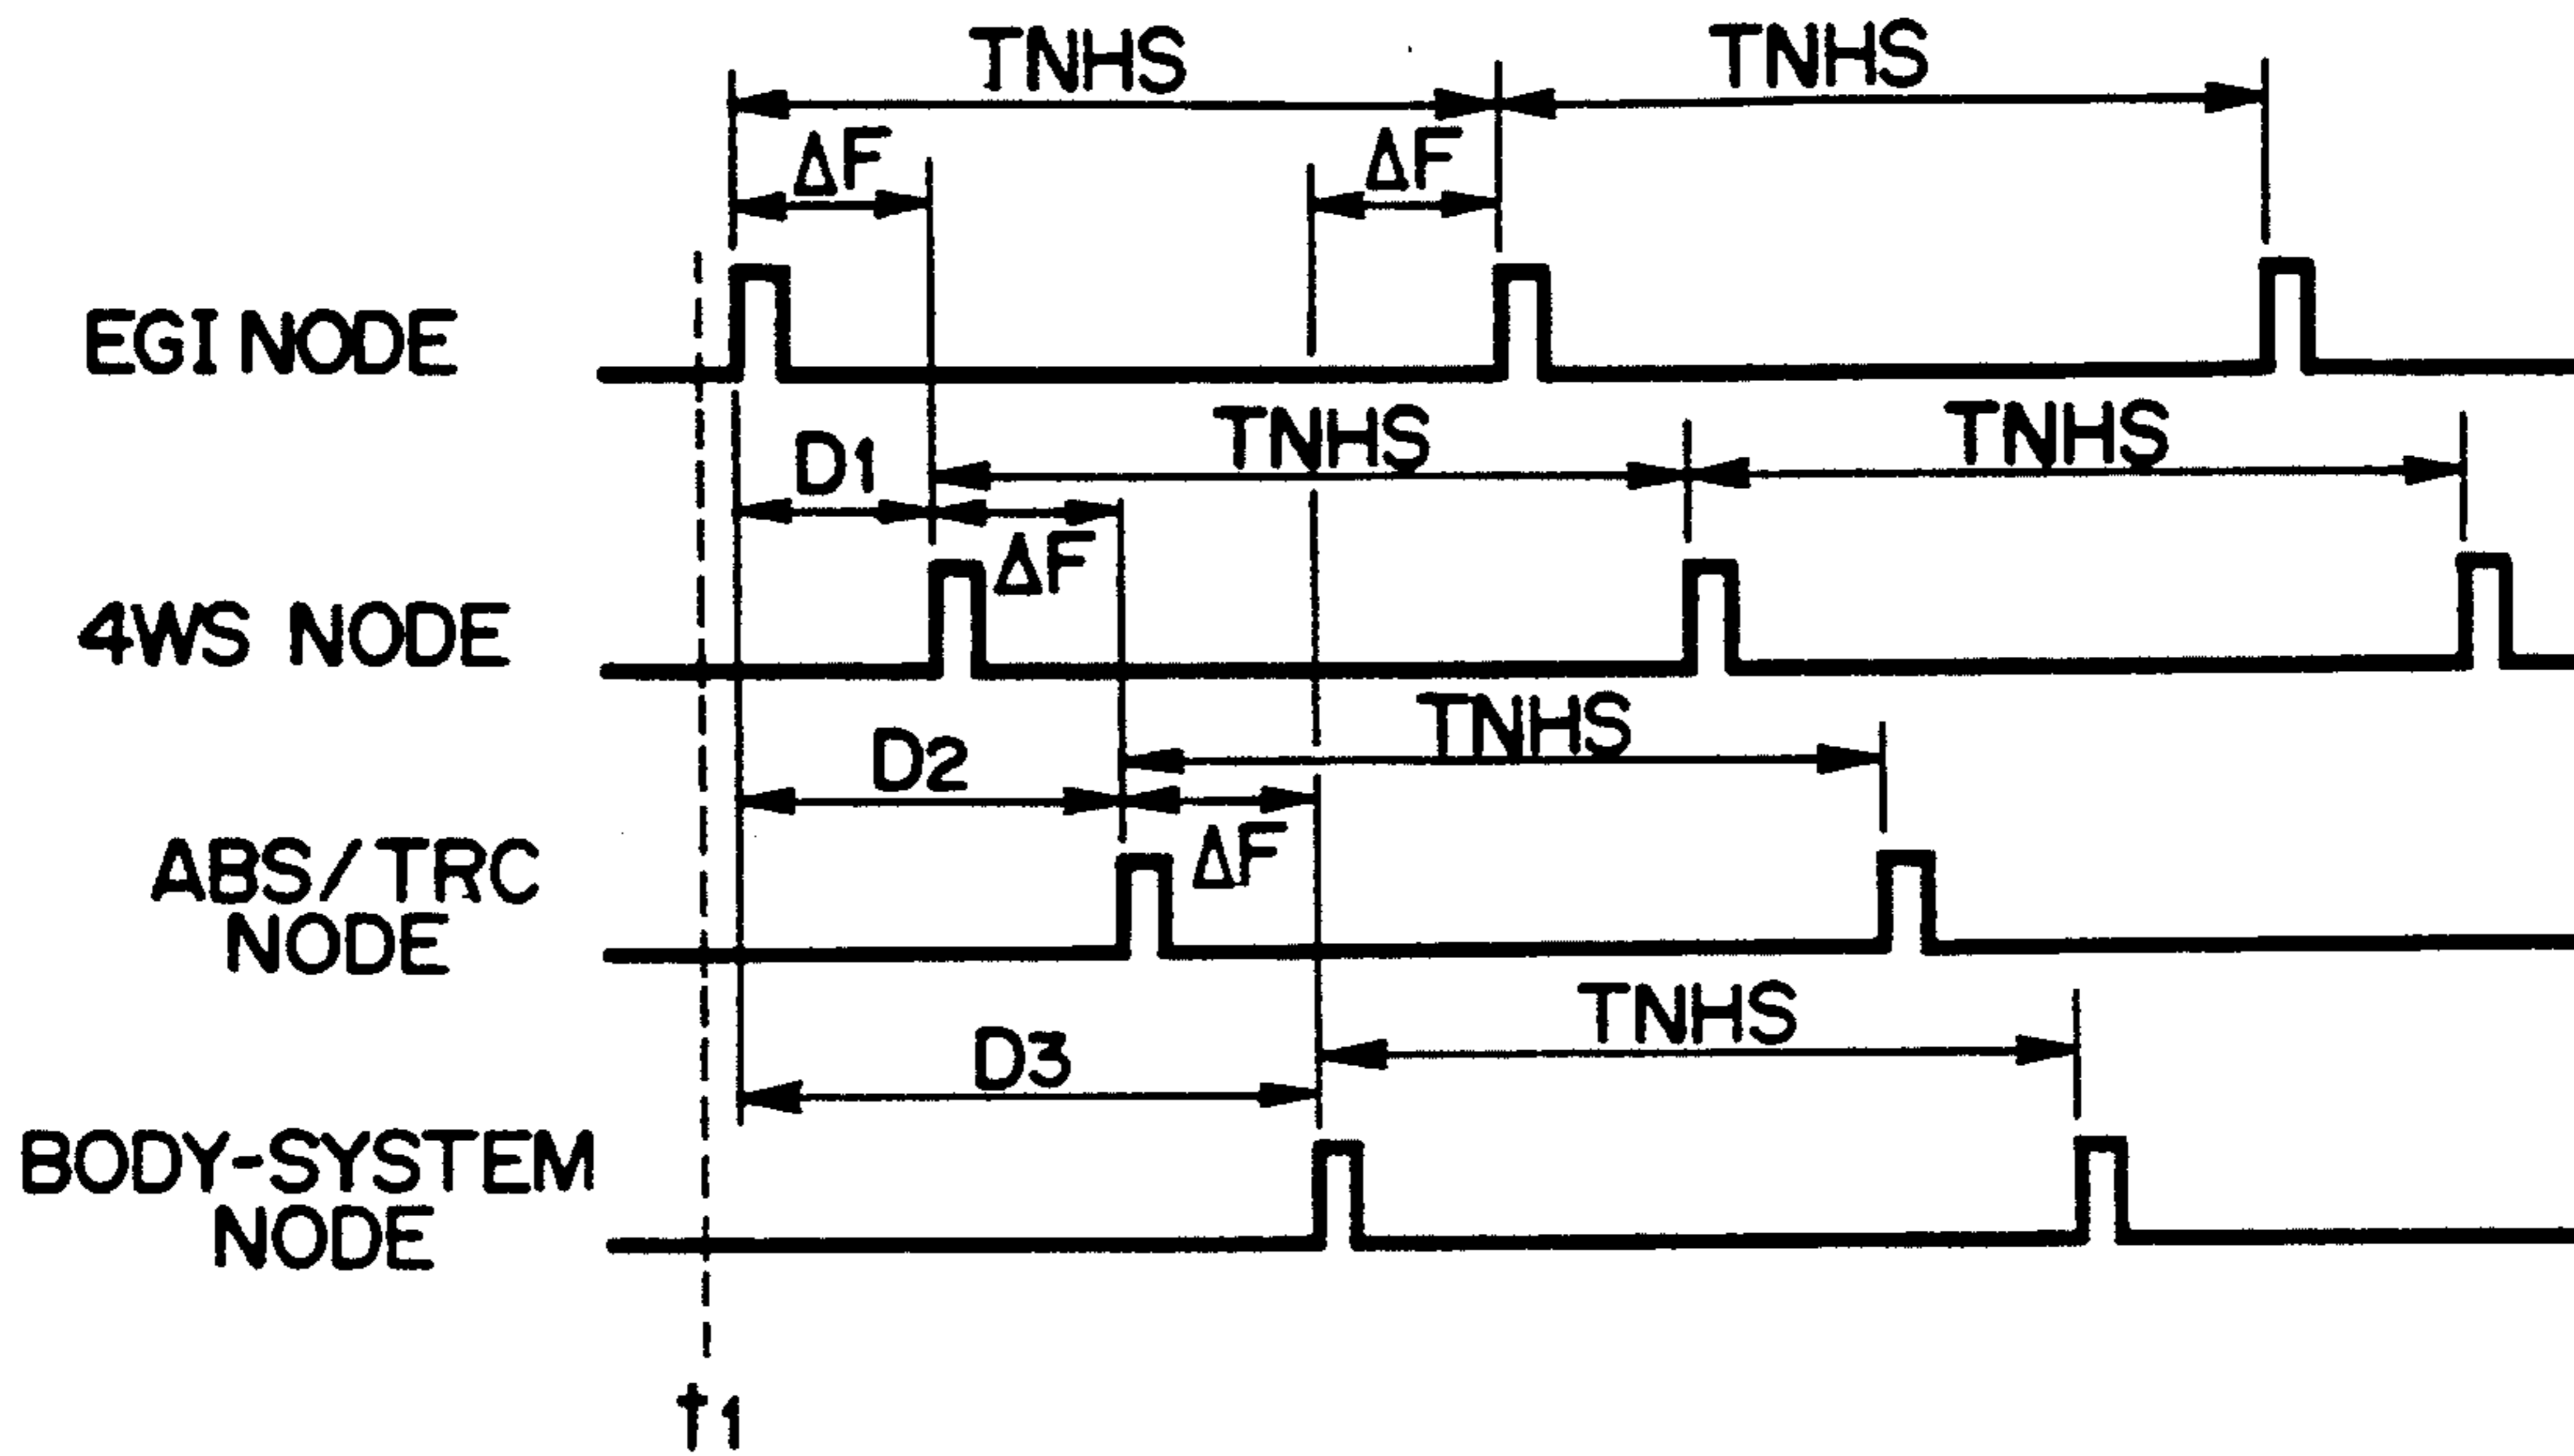 TNHS TNHS
ΔF ΔF
EGI NODE
TNHS TNHS
D1
ΔF
4WS NODE
TNHS
D2
ΔF
ABS/TRC
NODE
TNHS
D3
BODY-SYSTEM
NODE
t1